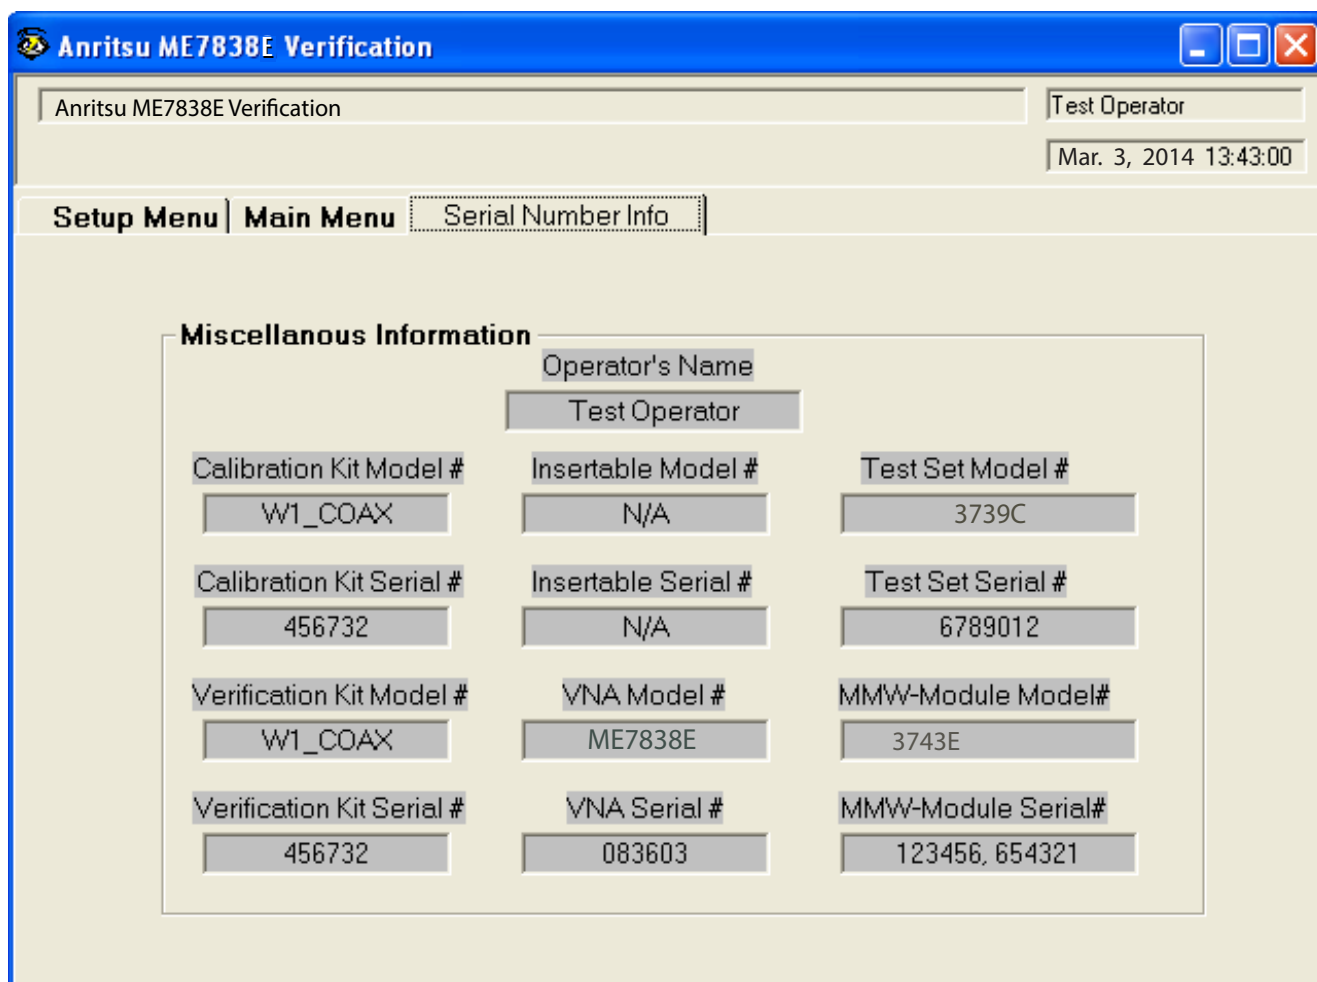 Anritsu ME7838E Verification
Anritsu ME7838E Verification
Test Operator
Mar. 3, 2014 13:43:00
Setup Menu
Main Menu
Serial Number Info
Miscellanous Information
Operator's Name
Test Operator
Calibration Kit Model #
Insertable Model #
Test Set Model #
W1_COAX
N/A
3739C
Calibration Kit Serial #
Insertable Serial #
Test Set Serial #
456732
N/A
6789012
Verification Kit Model #
VNA Model #
MMW-Module Model#
W1_COAX
ME7838E
3743E
Verification Kit Serial #
VNA Serial #
MMW-Module Serial#
456732
083603
123456, 654321